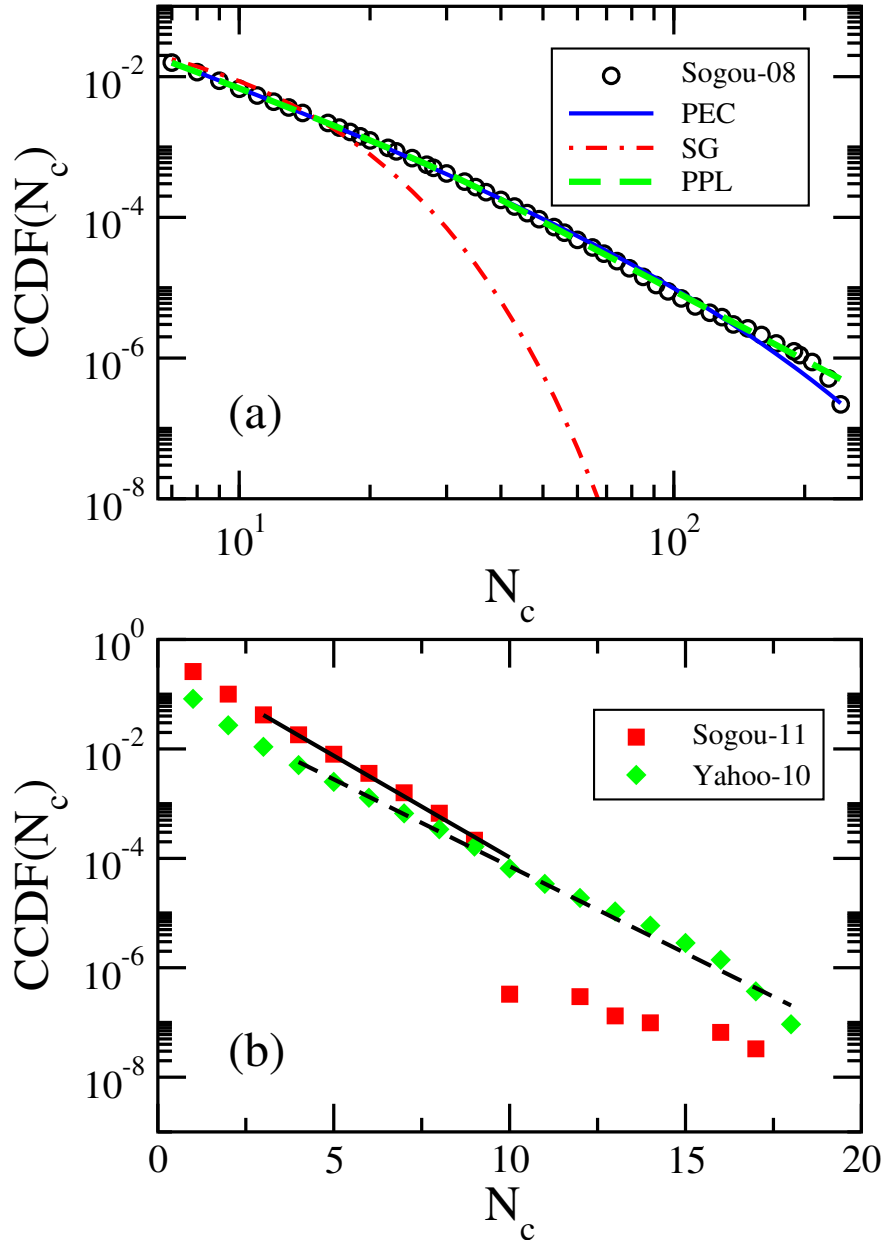 10^-2
10^-4
10^-6
10^-8
CCDF(N_c)
Sogou-08
PEC
SG
PPL
(a)
10^1
10^2
N_c
10^0
10^-2
10^-4
10^-6
10^-8
CCDF(N_c)
Sogou-11
Yahoo-10
(b)
0
5
10
15
20
N_c